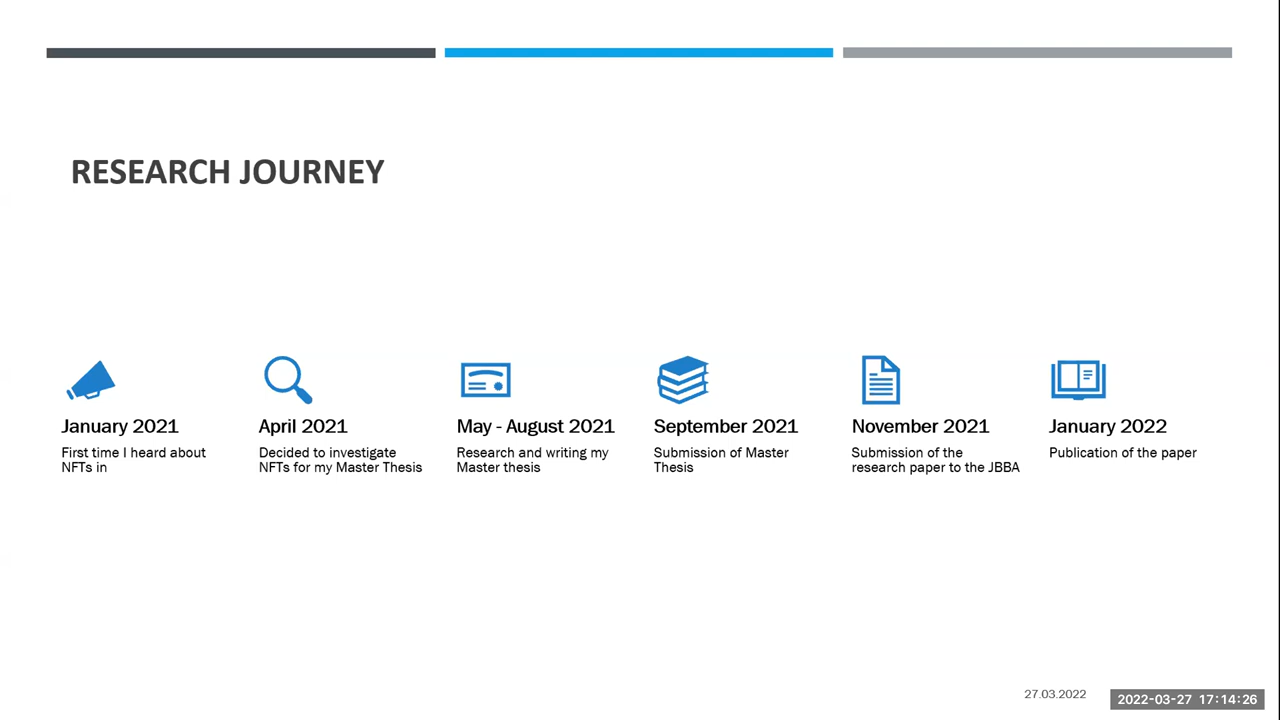 RESEARCH JOURNEY
January 2021
First time I heard about
NFTs in
April 2021
Decided to investigate
NFTs for my Master Thesis
May - August 2021
Research and writing my
Master thesis
September 2021
Submission of Master
Thesis
November 2021
Submission of the
research paper to the JBBA
January 2022
Publication of the paper
27.03.2022
2022-03-27 17:14:26